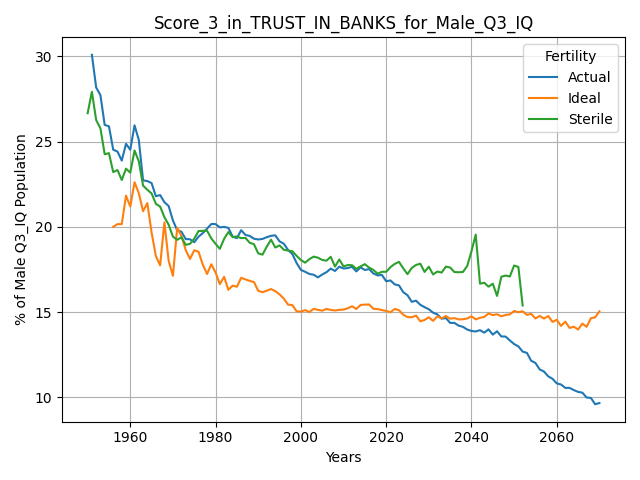 Score_3_in_TRUST_IN_BANKS_for_Male_Q3_IQ
% of Male Q3_IQ Population
30
25
20
15
10
Fertility
Actual
Ideal
Sterile
1960
1980
2000
2020
2040
2060
Years